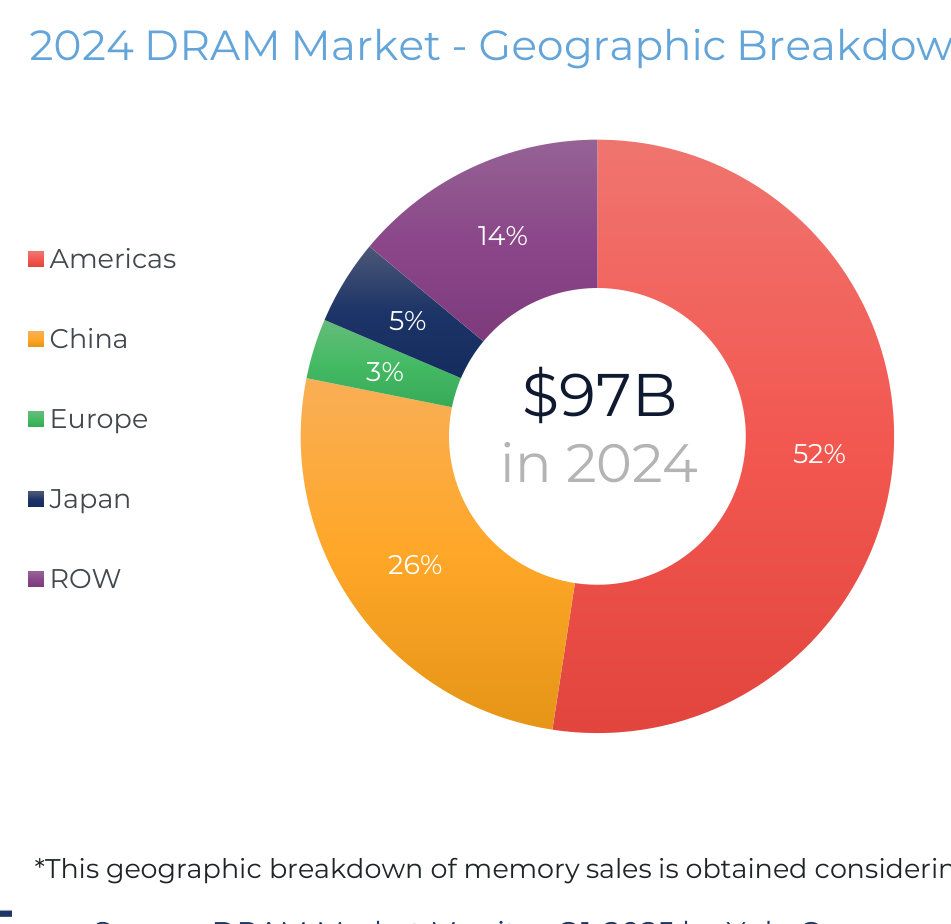 2024 DRAM Market - Geographic Breakdow
14%
Americas
5%
China
3%
$97B
Europe
in 2024
52%
Japan
26%
ROW
*This geographic breakdown of memory sales is obtained considerin